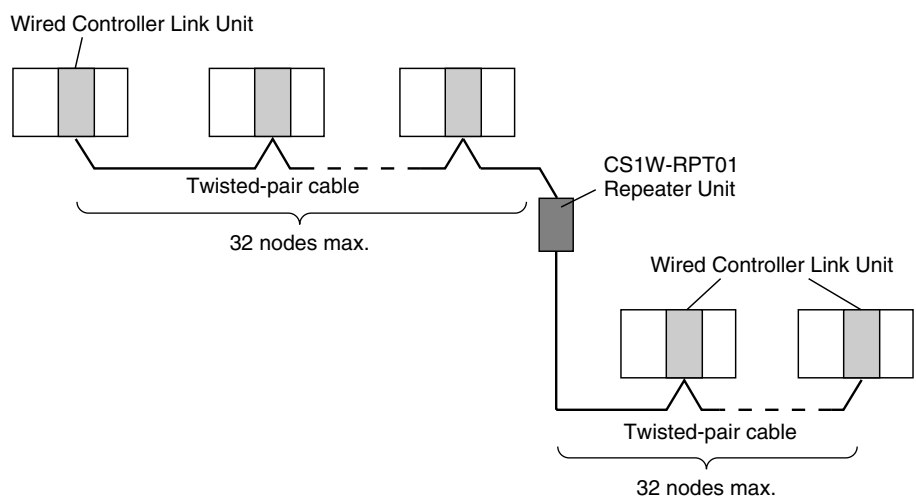 Wired Controller Link Unit
Twisted-pair cable
32 nodes max.
CS1W-RPT01
Repeater Unit
Wired Controller Link Unit
Twisted-pair cable
32 nodes max.